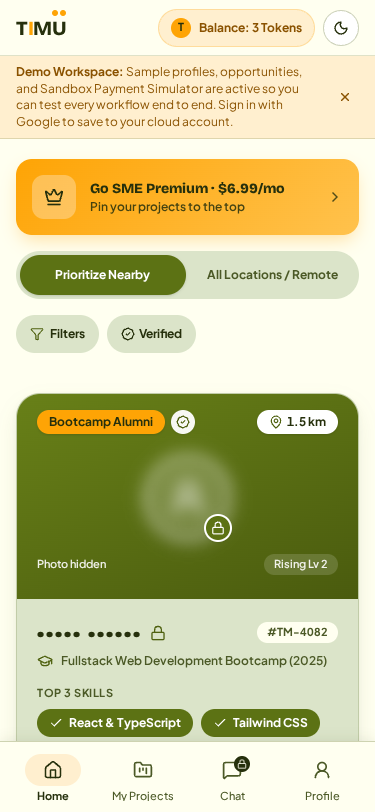 TIMÜ
T Balance: 3 Tokens
Demo Workspace: Sample profiles, opportunities,
and Sandbox Payment Simulator are active so you
can test every workflow end to end. Sign in with
Google to save to your cloud account.
Go SME Premium · $6.99/mo
Pin your projects to the top
Prioritize Nearby All Locations / Remote
Filters Verified
Bootcamp Alumni 1.5 km
Photo hidden Rising Lv 2
••••• •••••• #TM-4082
Fullstack Web Development Bootcamp (2025)
TOP 3 SKILLS
React & TypeScript Tailwind CSS
Home My Projects Chat Profile